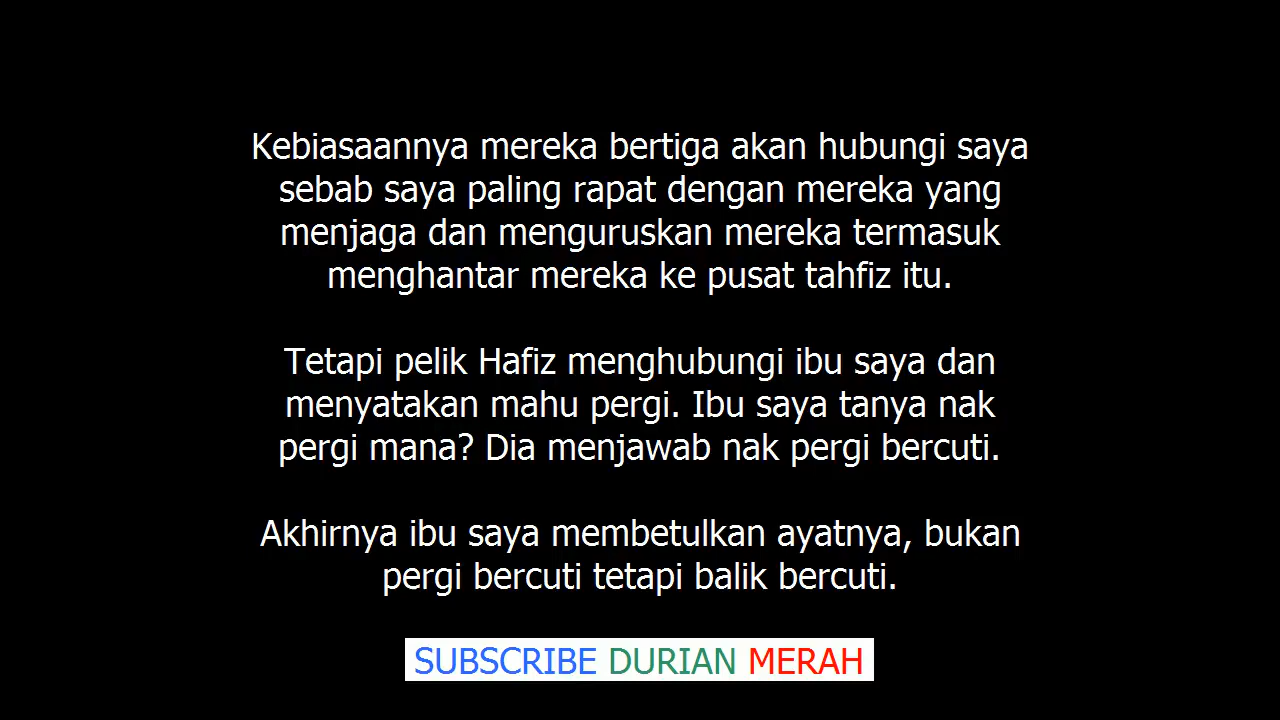 Kebiasaannya mereka bertiga akan hubungi saya
sebab saya paling rapat dengan mereka yang
menjaga dan menguruskan mereka termasuk
menghantar mereka ke pusat tahfiz itu.
Tetapi pelik Hafiz menghubungi ibu saya dan
menyatakan mahu pergi. Ibu saya tanya nak
pergi mana? Dia menjawab nak pergi bercuti.
Akhirnya ibu saya membetulkan ayatnya, bukan
pergi bercuti tetapi balik bercuti.
SUBSCRIBE DURIAN MERAH